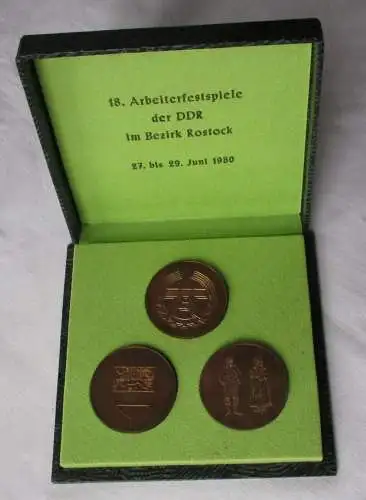 18. Arbeiterfestspiele
der DDR
im Bezirk Rostock
27. bis 29. Juni 1980